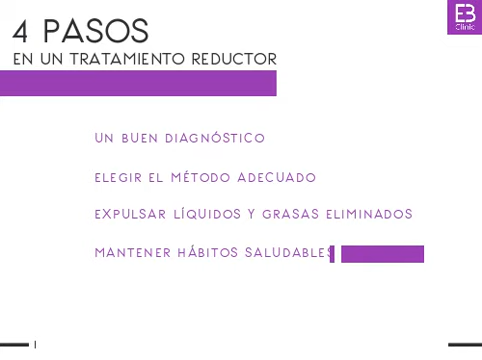 4 PASOS
EN UN TRATAMIENTO REDUCTOR
EB
Clinic
UN BUEN DIAGNÓSTICO
ELEGIR EL MÉTODO ADECUADO
EXPULSAR LÍQUIDOS Y GRASAS ELIMINADOS
MANTENER HÁBITOS SALUDABLES